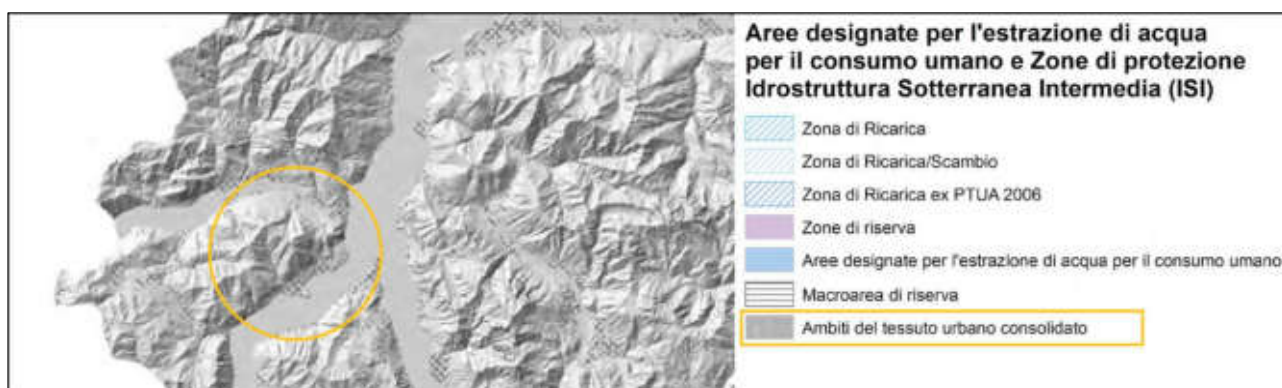 Aree designate per l'estrazione di acqua
per il consumo umano e Zone di protezione
Idrostruttura Sotterranea Intermedia (ISI)
Zona di Ricarica
Zona di Ricarica/Scambio
Zona di Ricarica ex PTUA 2006
Zone di riserva
Aree designate per l'estrazione di acqua per il consumo umano
Macroarea di riserva
Ambiti del tessuto urbano consolidato